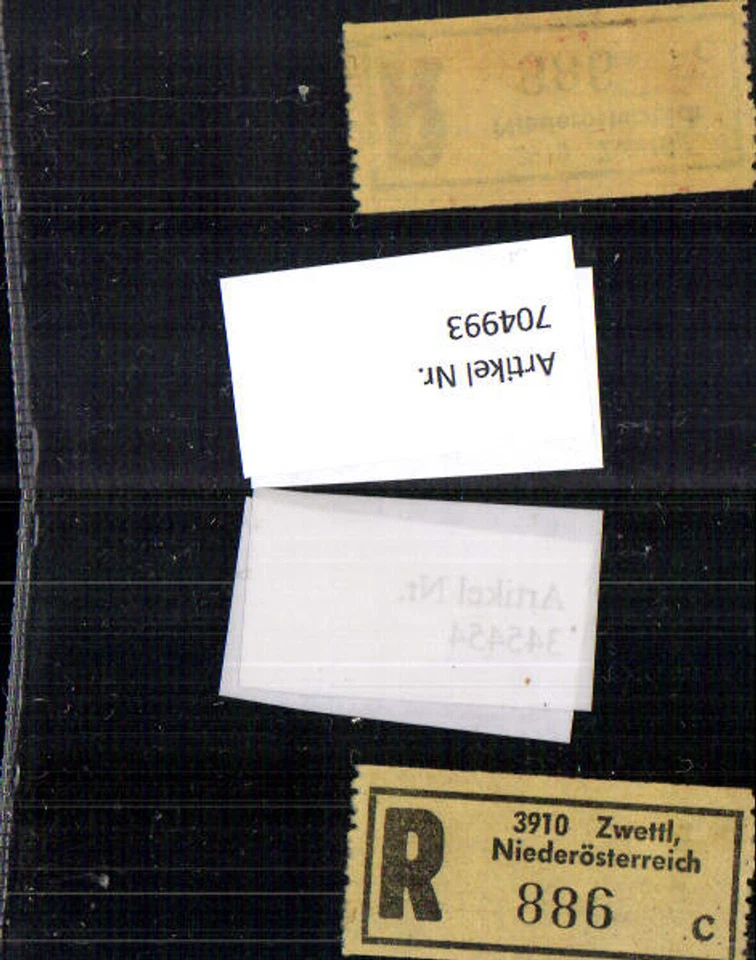 Artikel Nr.
704993
Artikel Nr.
345454
R
3910 Zwettl,
Niederösterreich
886
C